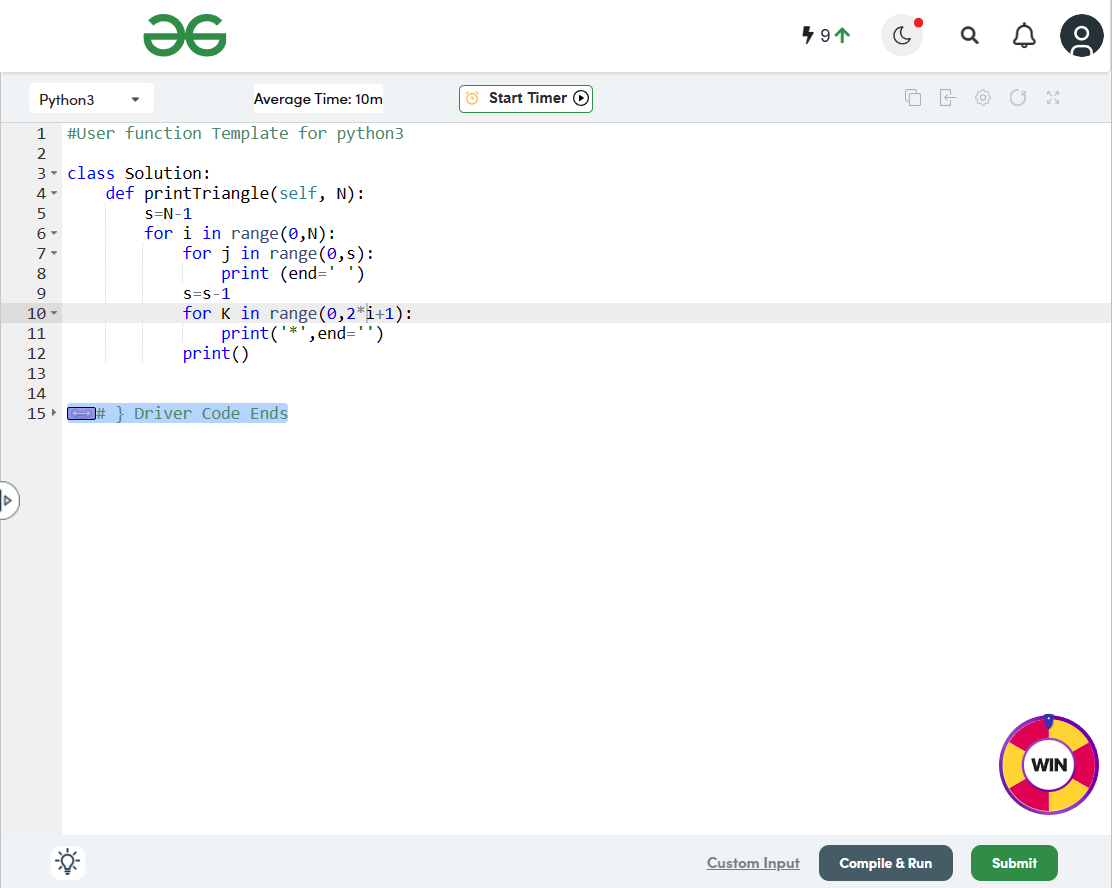 9
Python3
Average Time: 10m
Start Timer
1 #User function Template for python3
2
3 class Solution:
4     def printTriangle(self, N):
5         s=N-1
6         for i in range(0,N):
7             for j in range(0,s):
8                 print (end=' ')
9             s=s-1
10             for K in range(0,2*i+1):
11                 print('*',end='')
12             print()
13
14
15 # } Driver Code Ends
WIN
Custom Input
Compile & Run
Submit